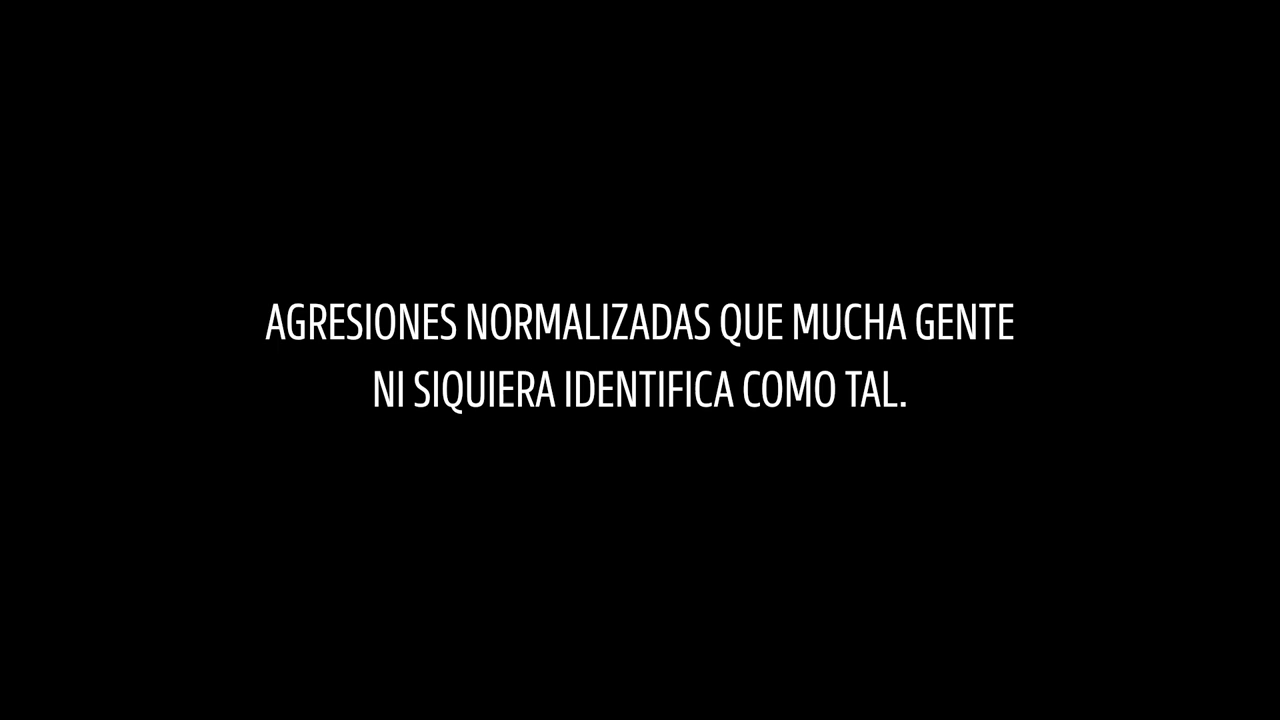 AGRESIONES NORMALIZADAS QUE MUCHA GENTE
NI SIQUIERA IDENTIFICA COMO TAL.